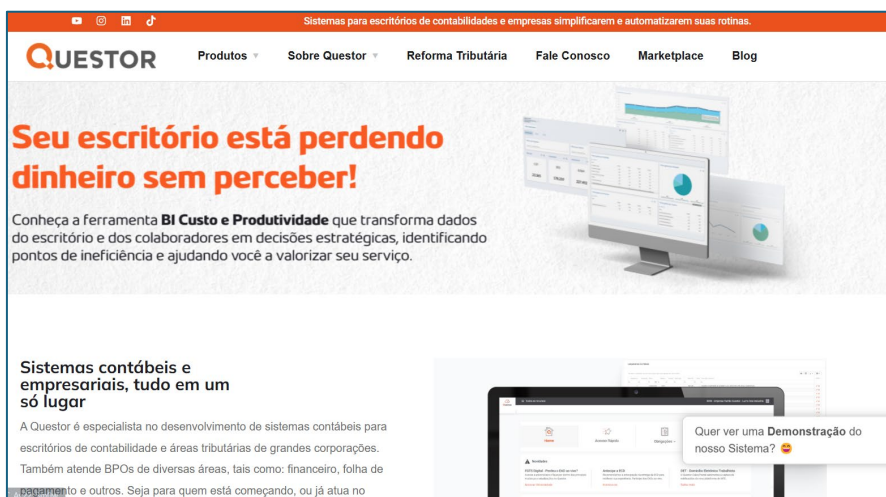 Sistemas para escritórios de contabilidades e empresas simplificarem e automatizarem suas rotinas.
QUESTOR
Produtos
Sobre Questor
Reforma Tributária
Fale Conosco
Marketplace
Blog
Seu escritório está perdendo
dinheiro sem perceber!
Conheça a ferramenta BI Custo e Produtividade que transforma dados
do escritório e dos colaboradores em decisões estratégicas, identificando
pontos de ineficiência e ajudando você a valorizar seu serviço.
Sistemas contábeis e
empresariais, tudo em um
só lugar
A Questor é especialista no desenvolvimento de sistemas contábeis para
escritórios de contabilidade e áreas tributárias de grandes corporações.
Também atende BPOs de diversas áreas, tais como: financeiro, folha de
pagamento e outros. Seja para quem está começando, ou já atua no
Home
Acesso Rápido
Obrigações
Novidades
Quer ver uma Demonstração do
nosso Sistema? 😄